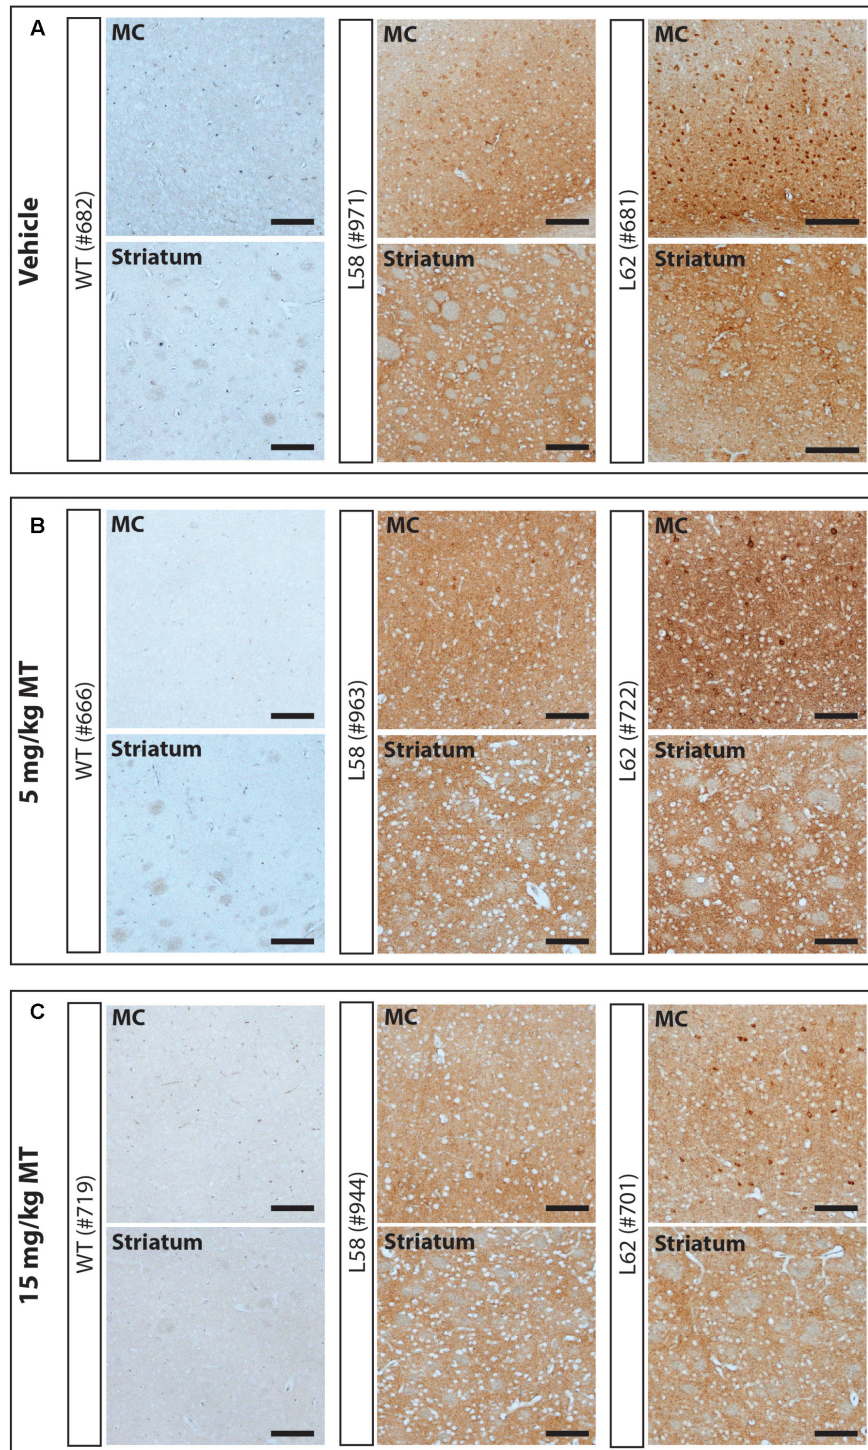 A
Vehicle
WT (#682)
MC
Striatum
L58 (#971)
MC
Striatum
L62 (#681)
MC
Striatum
B
5 mg/kg MT
WT (#666)
MC
Striatum
L58 (#963)
MC
Striatum
L62 (#722)
MC
Striatum
C
15 mg/kg MT
WT (#719)
MC
Striatum
L58 (#944)
MC
Striatum
L62 (#701)
MC
Striatum